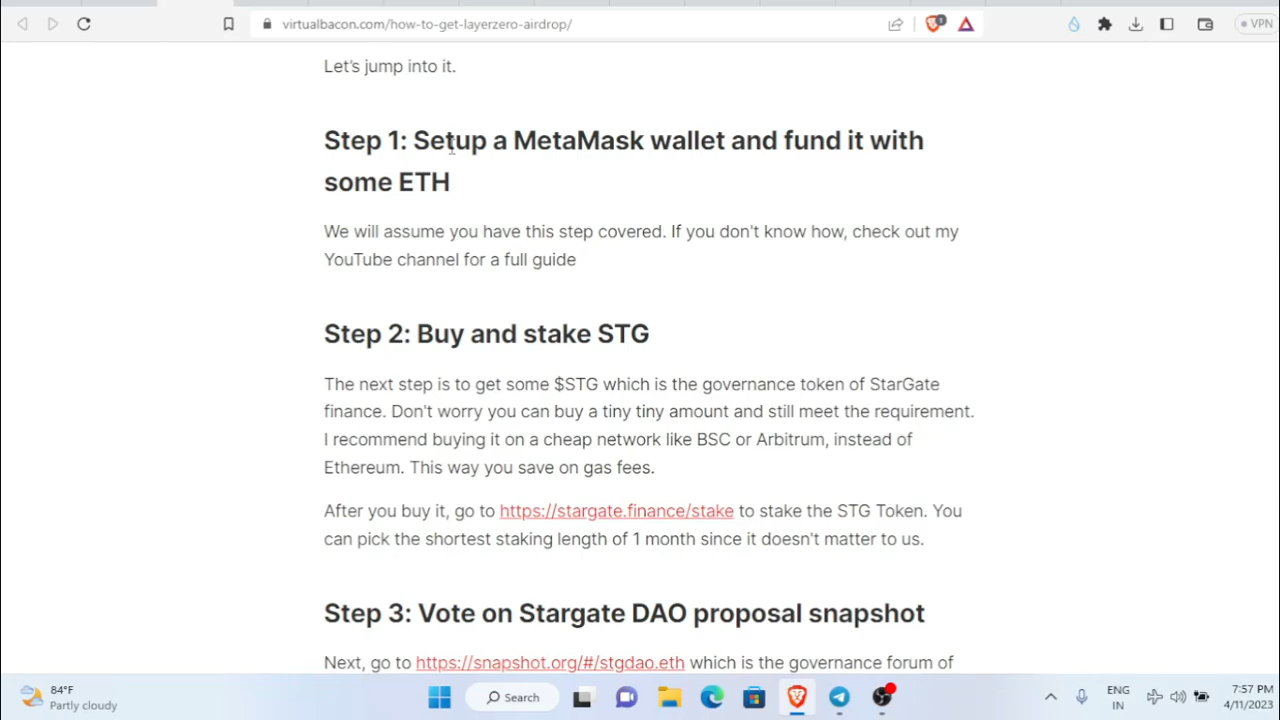 virtualbacon.com/how-to-get-layerzero-airdrop/
1
VPN
Let's jump into it.
Step 1: Setup a MetaMask wallet and fund it with
some ETH
We will assume you have this step covered. If you don't know how, check out my
YouTube channel for a full guide
Step 2: Buy and stake STG
The next step is to get some $STG which is the governance token of StarGate
finance. Don't worry you can buy a tiny tiny amount and still meet the requirement.
I recommend buying it on a cheap network like BSC or Arbitrum, instead of
Ethereum. This way you save on gas fees.
After you buy it, go to https://stargate.finance/stake to stake the STG Token. You
can pick the shortest staking length of 1 month since it doesn't matter to us.
Step 3: Vote on Stargate DAO proposal snapshot
Next, go to https://snapshot.org/#/stgdao.eth which is the governance forum of
84°F
Partly cloudy
Search
ENG
IN
7:57 PM
4/11/2023